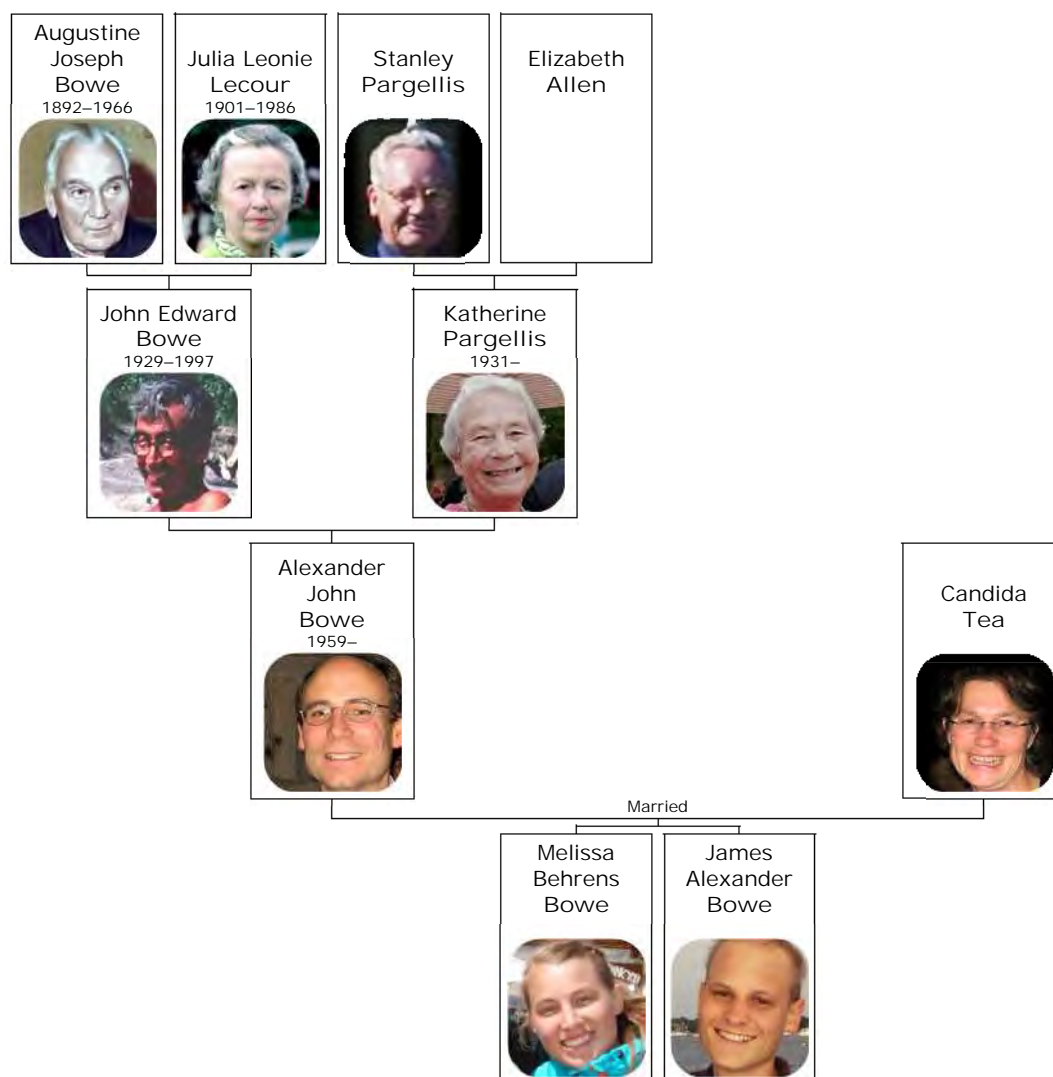 Augustine
Joseph
Bowe
1892–1966
Julia Leonie
Lecour
1901–1986
Stanley
Pargellis
Elizabeth
Allen
John Edward
Bowe
1929–1997
Katherine
Pargellis
1931–
Alexander
John
Bowe
1959–
Candida
Tea
Married
Melissa
Behrens
Bowe
James
Alexander
Bowe